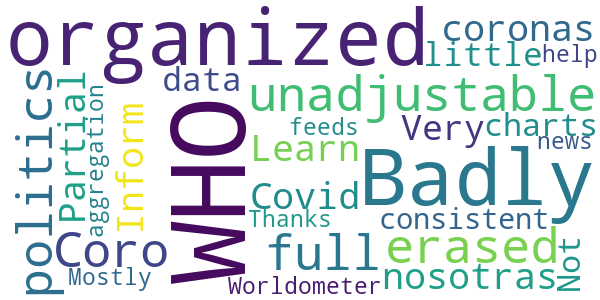 organized
coronas
little
help
data
politics
Partial
aggregation
Inform
WHO
unadjustable
feeds
Very
charts
news
Learn
Badly
Covid
Thanks
consistent
Coro
full
erased
Not
Mostly
Worldometer
nosotras